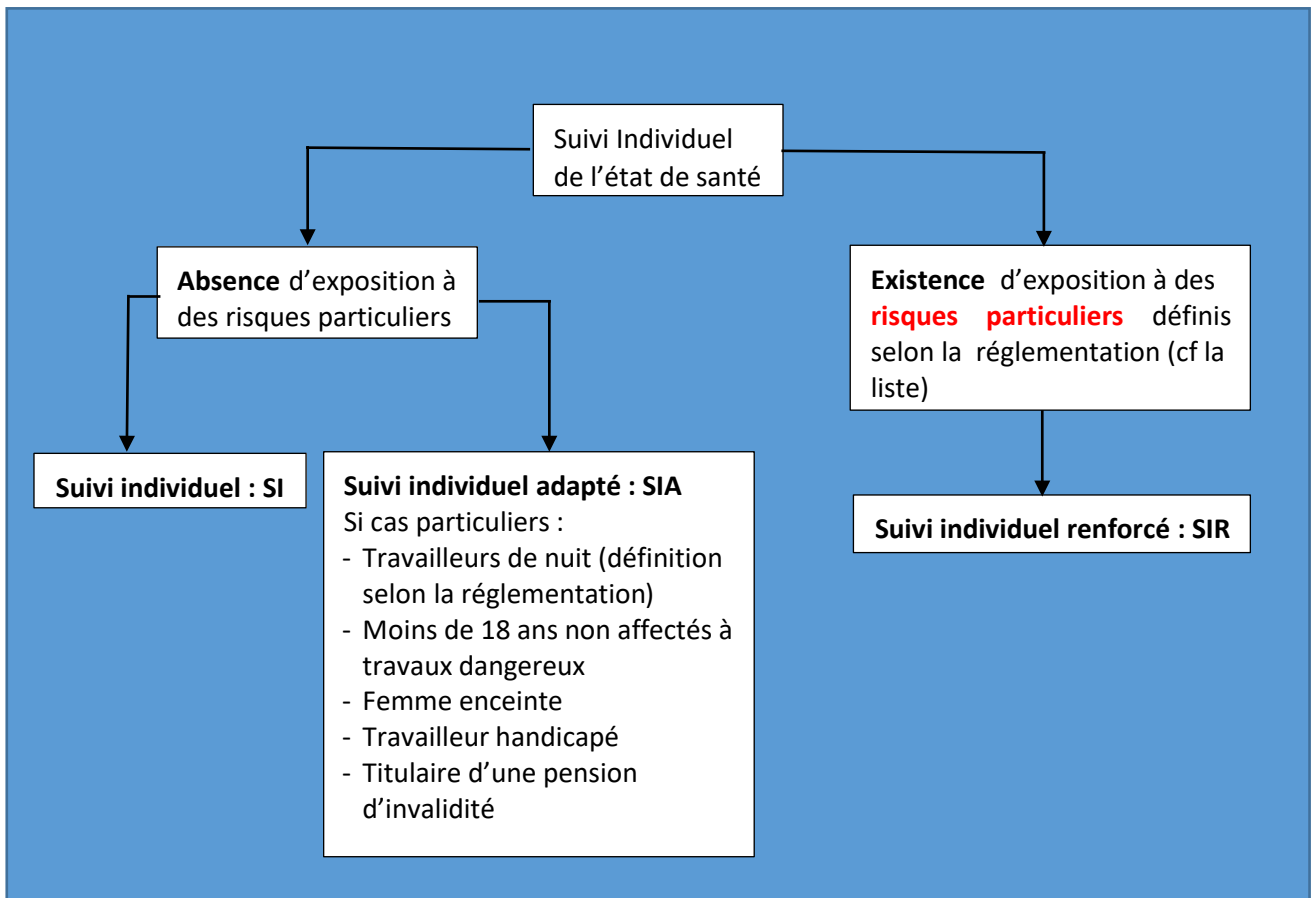 Suivi Individuel
de l’état de santé
Absence d’exposition à
des risques particuliers
Existence d’exposition à des
risques particuliers définis
selon la réglementation (cf la
liste)
Suivi individuel : SI
Suivi individuel adapté : SIA
Si cas particuliers :
- Travailleurs de nuit (définition
selon la réglementation)
- Moins de 18 ans non affectés à
travaux dangereux
- Femme enceinte
- Travailleur handicapé
- Titulaire d’une pension
d’invalidité
Suivi individuel renforcé : SIR